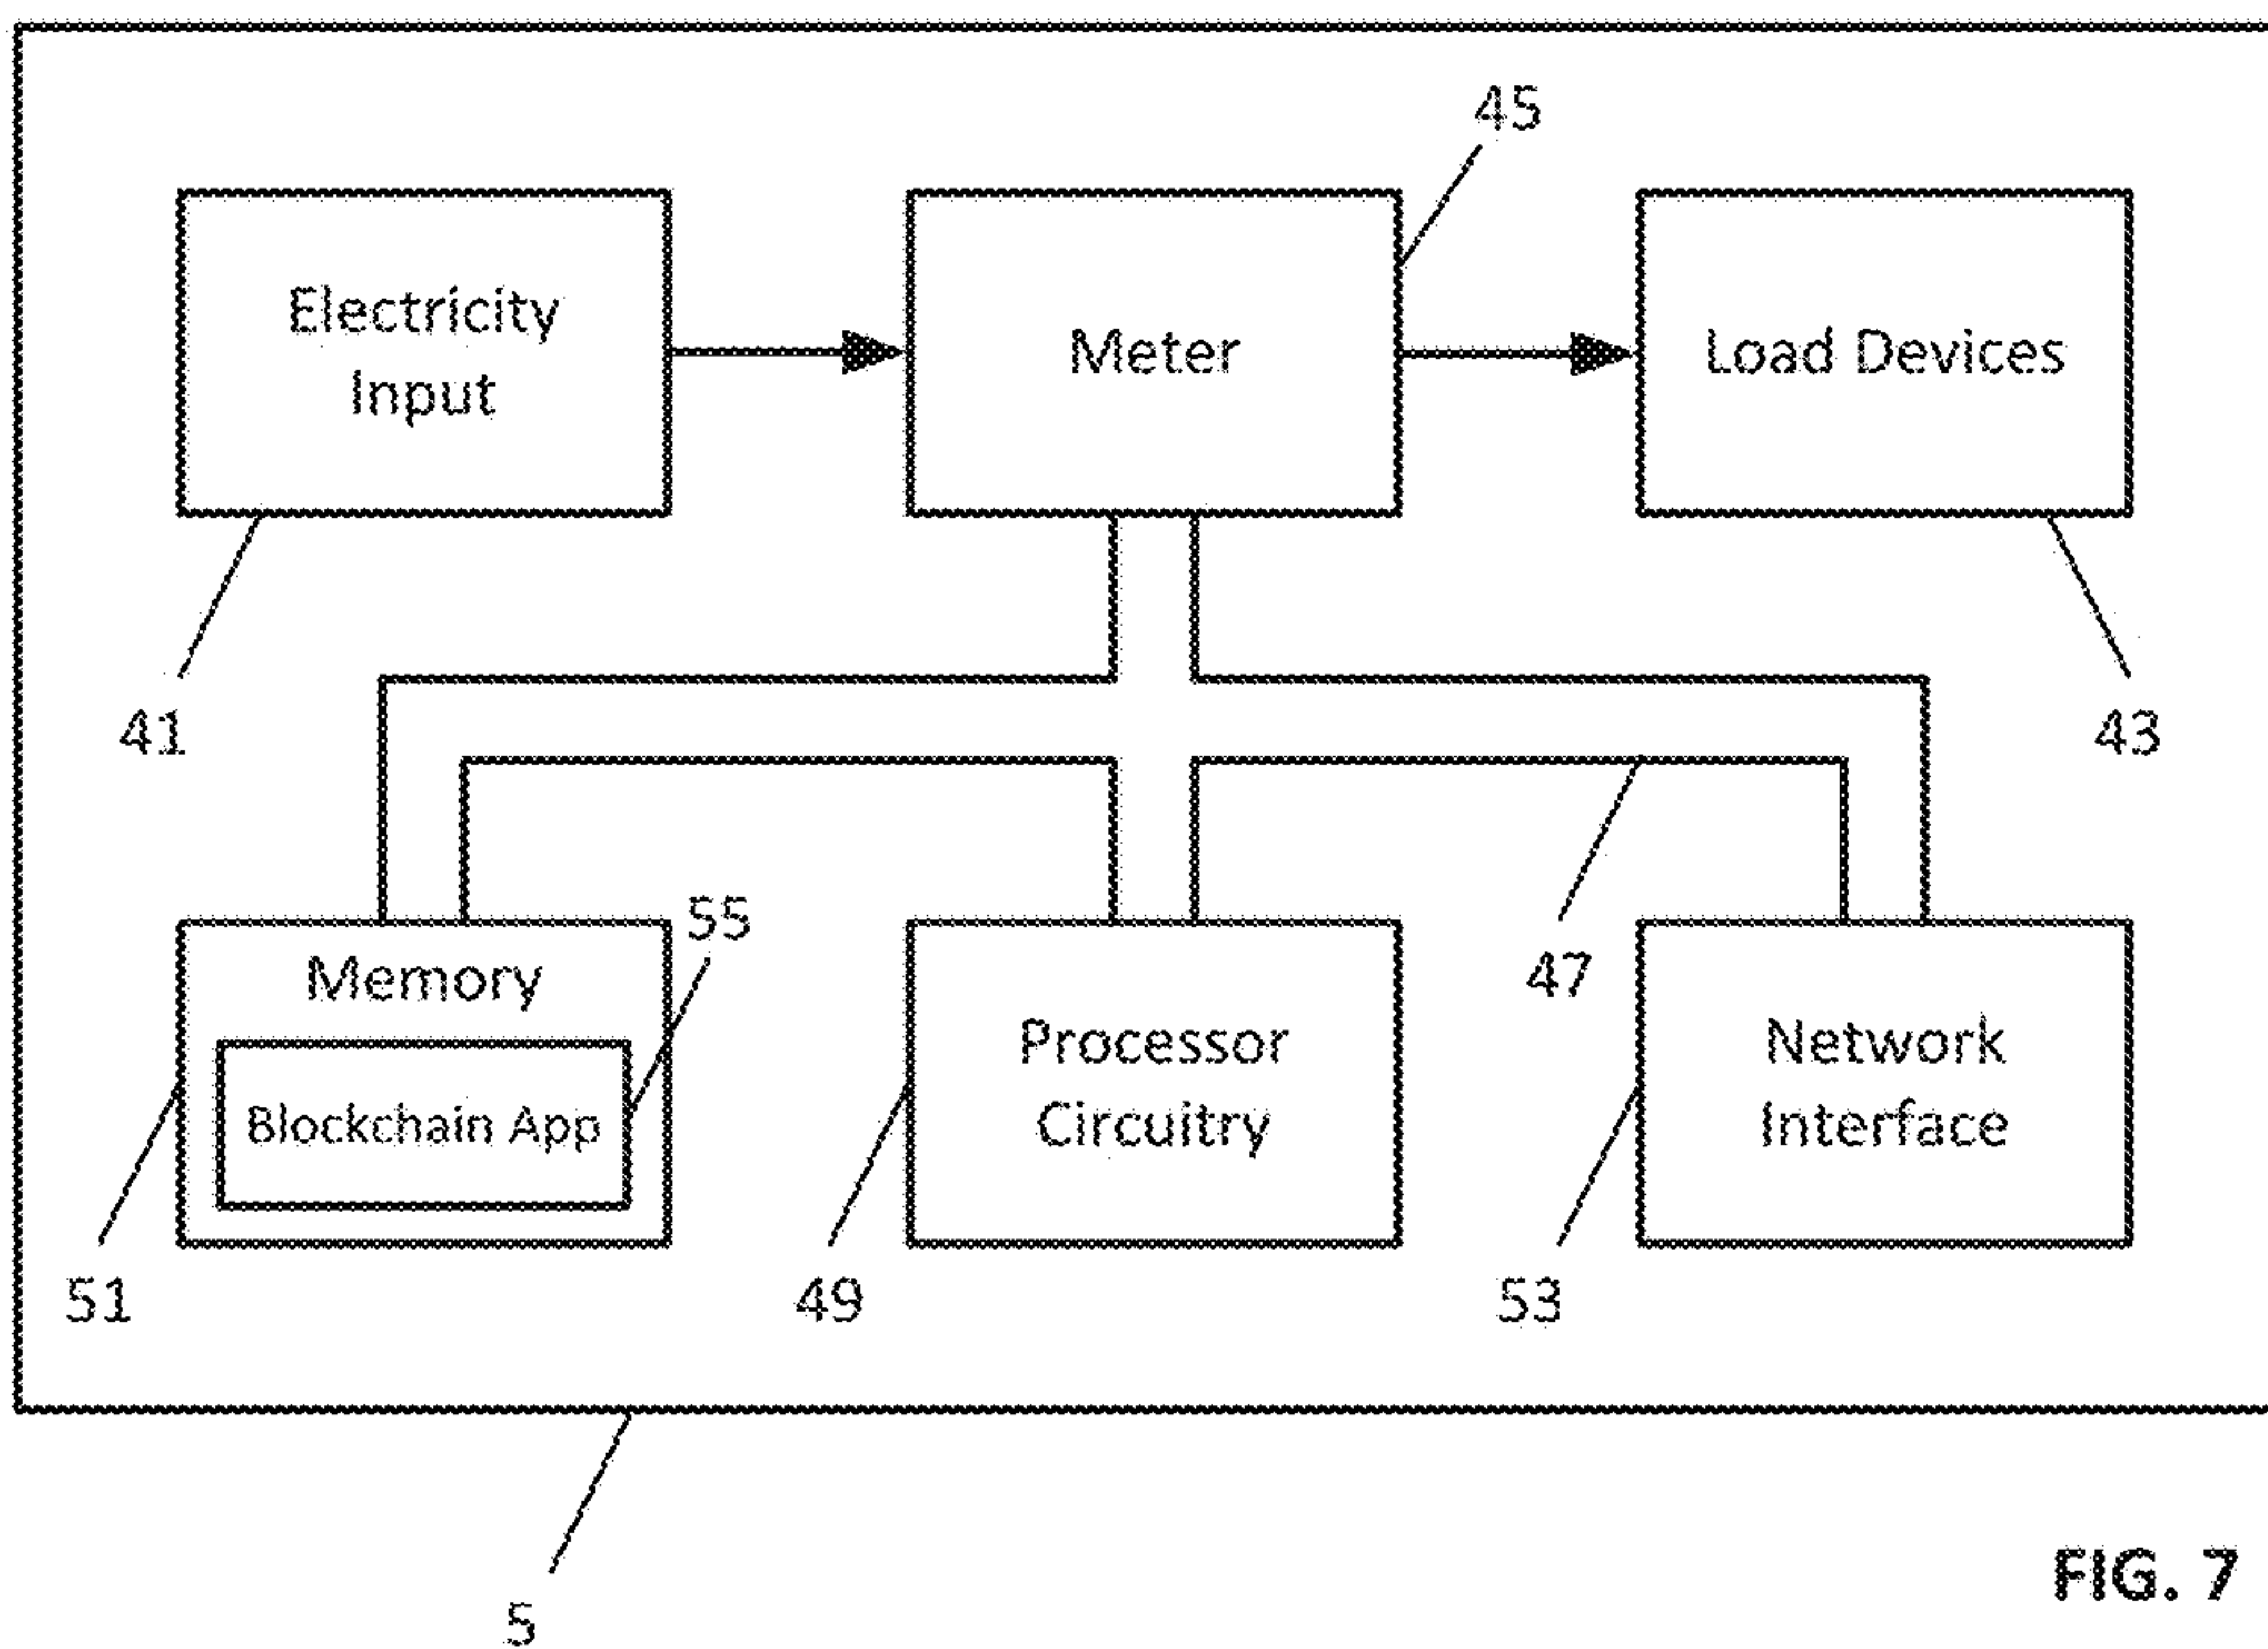 45
Electricity
Input
Meter
Load Devices
41
43
55
Memory
Blockchain App
47
Processor
Circuitry
Network
Interface
51
49
53
5
FIG. 7